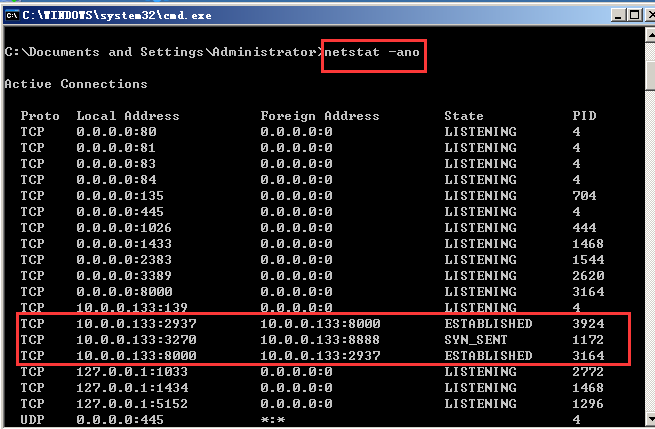 C:\WINDOWS\system32\cmd.exe
C:\Documents and Settings\Administrator>netstat -ano
Active Connections
Proto Local Address Foreign Address State PID
TCP 0.0.0.0:80 0.0.0.0:0 LISTENING 4
TCP 0.0.0.0:81 0.0.0.0:0 LISTENING 4
TCP 0.0.0.0:83 0.0.0.0:0 LISTENING 4
TCP 0.0.0.0:84 0.0.0.0:0 LISTENING 4
TCP 0.0.0.0:135 0.0.0.0:0 LISTENING 704
TCP 0.0.0.0:445 0.0.0.0:0 LISTENING 4
TCP 0.0.0.0:1026 0.0.0.0:0 LISTENING 444
TCP 0.0.0.0:1433 0.0.0.0:0 LISTENING 1468
TCP 0.0.0.0:2383 0.0.0.0:0 LISTENING 1544
TCP 0.0.0.0:3389 0.0.0.0:0 LISTENING 2620
TCP 0.0.0.0:8000 0.0.0.0:0 LISTENING 3164
TCP 10.0.0.133:139 0.0.0.0:0 LISTENING 4
TCP 10.0.0.133:2937 10.0.0.133:8000 ESTABLISHED 3924
TCP 10.0.0.133:3270 10.0.0.133:8888 SYN_SENT 1172
TCP 10.0.0.133:8000 10.0.0.133:2937 ESTABLISHED 3164
TCP 127.0.0.1:1033 0.0.0.0:0 LISTENING 2772
TCP 127.0.0.1:1434 0.0.0.0:0 LISTENING 1468
TCP 127.0.0.1:5152 0.0.0.0:0 LISTENING 1296
UDP 0.0.0.0:445 *:* 4